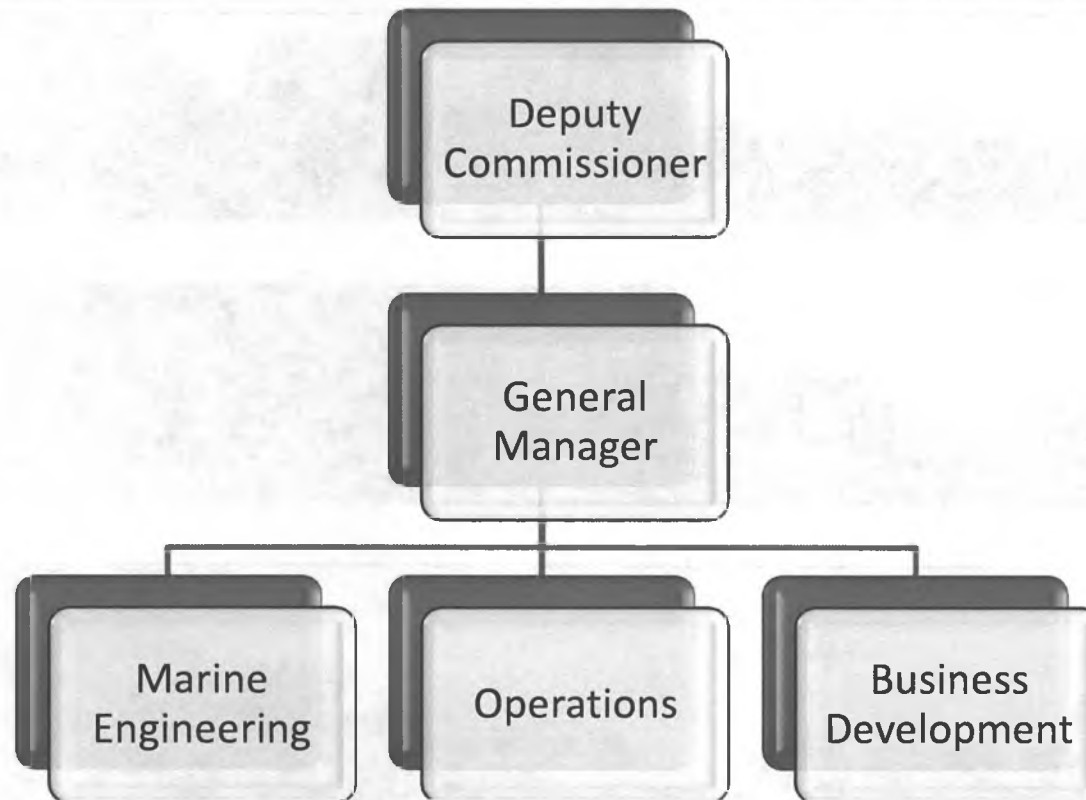 Deputy
Commissioner
General
Manager
Marine
Engineering
Operations
Business
Development